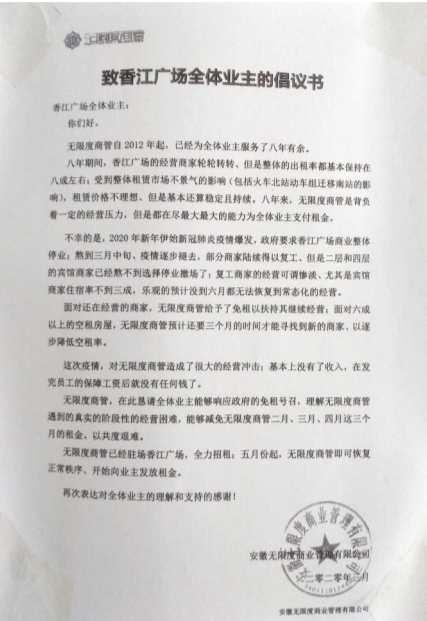 致香江广场全体业主的倡议书
香江广场全体业主：
你们好。
无限度商管自 2012 年起，已经为全体业主服务了八年有余。
八年期间，香江广场的经营商家轮轮转转、但是整体的出租率都基本保持在
八成左右；受到整体租赁市场不景气的影响（包括火车北站动车组迁移南站的影
响），租赁价格不理想、但是基本还算稳定且持续。八年来，无限度商管是背负
着一定的经营压力，但是都在尽最大最大的能力为全体业主支付租金。
不幸的是，2020 年新年伊始新冠肺炎疫情爆发，政府要求香江广场商业整体
停业；熬到三月中旬、疫情逐步褪去，部分商家陆续得以复工、但是二层和四层
的宾馆商家已经熬不到选择停业撤场了；复工商家的经营可谓惨淡、尤其是宾馆
商家住宿率不到三成，乐观的预计没到六月都无法恢复到常态化的经营。
面对还在经营的商家，无限度商管给予了免租以扶持其继续经营；面对六成
以上的空租房屋，无限度商管预计还要三个月的时间才能寻找到新的商家、以逐
步降低空租率。
这次疫情，对无限度商管造成了很大的经营冲击；基本上没有了收入，在发
完员工的保障工资后就没有任何钱了。
无限度商管，在此恳请全体业主能够响应政府的免租号召，理解无限度商管
遇到的真实的阶段性的经营困难，能够减免无限度商管二月、三月、四月这三个
月的租金，以共度艰难。
无限度商管已经驻场香江广场，全力招租；五月份起，无限度商管即可恢复
正常秩序、开始向业主发放租金。
再次表达对全体业主的理解和支持的感谢！
安徽无限度商业管理有限公司
二零二零年 月
安徽无限度商业管理有限公司